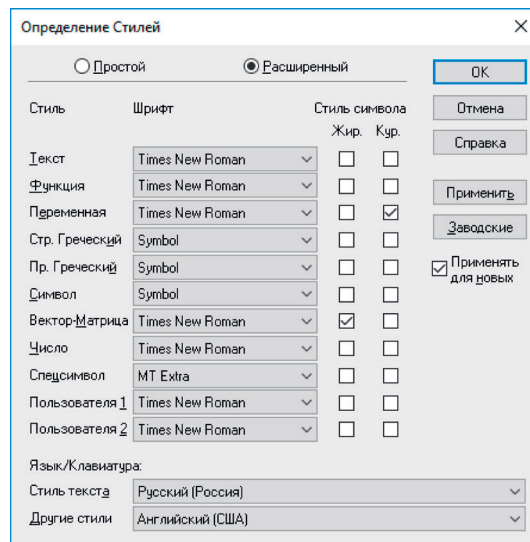 Определение Стилей
Простой Расширенный OK
Стиль Шрифт Стиль символа Отмена
Жир. Кур.
Справка
Текст Times New Roman
Функция Times New Roman Применить
Переменная Times New Roman
Стр. Греческий Symbol Заводские
Пр. Греческий Symbol Применять
для новых
Символ Symbol
Вектор-Матрица Times New Roman
Число Times New Roman
Спецсимвол MT Extra
Пользователя 1 Times New Roman
Пользователя 2 Times New Roman
Язык/Клавиатура:
Стиль текста Русский (Россия)
Другие стили Английский (США)